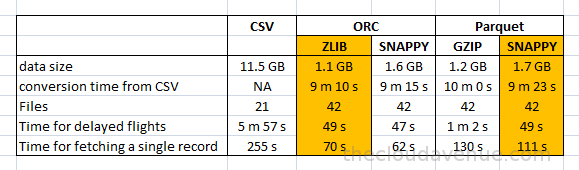 CSV ORC Parquet
ZLIB SNAPPY GZIP SNAPPY
data size 11.5 GB 1.1 GB 1.6 GB 1.2 GB 1.7 GB
conversion time from CSV NA 9 m 10 s 9 m 15 s 10 m 0 s 9 m 23 s
Files 21 42 42 42 42
Time for delayed flights 5 m 57 s 49 s 47 s 1 m 2 s 49 s
Time for fetching a single record 255 s 70 s 62 s 130 s 111 s
thecloudavenue.com